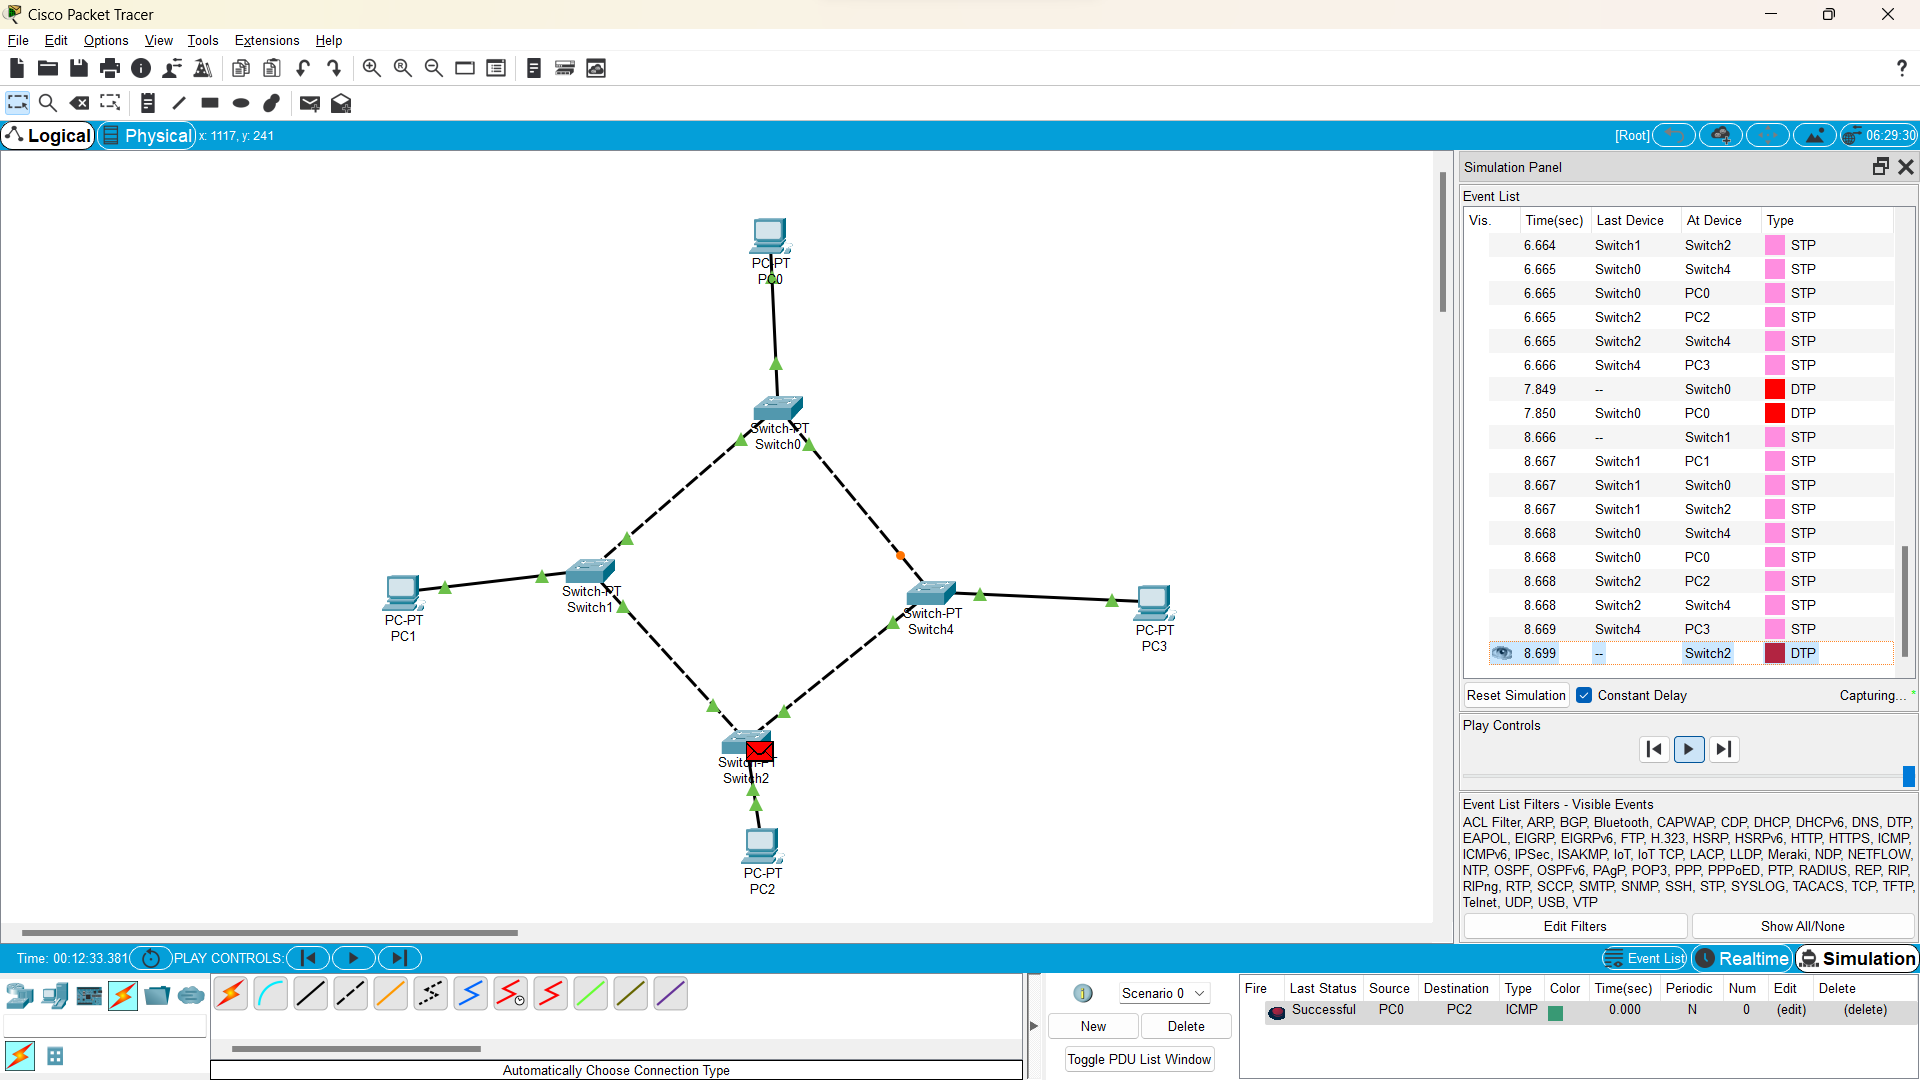 Cisco Packet Tracer
File Edit Options View Tools Extensions Help
Logical Physical x: 1117, y: 241 [Root] 06:29:30
PC-PT
PC0
Switch-PT
Switch0
Switch-PT
Switch1
PC-PT
PC1
Switch-PT
Switch4
PC-PT
PC3
Switch-PT
Switch2
PC-PT
PC2
Simulation Panel
Event List
Vis. Time(sec) Last Device At Device Type
6.664 Switch1 Switch2 STP
6.665 Switch0 Switch4 STP
6.665 Switch0 PC0 STP
6.665 Switch2 PC2 STP
6.665 Switch2 Switch4 STP
6.666 Switch4 PC3 STP
7.849 -- Switch0 DTP
7.850 Switch0 PC0 DTP
8.666 -- Switch1 STP
8.667 Switch1 PC1 STP
8.667 Switch1 Switch0 STP
8.667 Switch1 Switch2 STP
8.668 Switch0 Switch4 STP
8.668 Switch0 PC0 STP
8.668 Switch2 PC2 STP
8.668 Switch2 Switch4 STP
8.669 Switch4 PC3 STP
8.699 -- Switch2 DTP
Reset Simulation Constant Delay Capturing...
Play Controls
Event List Filters - Visible Events
ACL Filter, ARP, BGP, Bluetooth, CAPWAP, CDP, DHCP, DHCPv6, DNS, DTP,
EAPOL, EIGRP, EIGRPv6, FTP, H.323, HSRP, HSRPv6, HTTP, HTTPS, ICMP,
ICMPv6, IPSec, ISAKMP, IoT, IoT TCP, LACP, LLDP, Meraki, NDP, NETFLOW,
NTP, OSPF, OSPFv6, PAgP, POP3, PPP, PPPoED, PTP, RADIUS, REP, RIP,
RIPng, RTP, SCCP, SMTP, SNMP, SSH, STP, SYSLOG, TACACS, TCP, TFTP,
Telnet, UDP, USB, VTP
Edit Filters Show All/None
Time: 00:12:33.381 PLAY CONTROLS: Event List Realtime Simulation
Scenario 0
New Delete
Toggle PDU List Window
Fire Last Status Source Destination Type Color Time(sec) Periodic Num Edit Delete
Successful PC0 PC2 ICMP 0.000 N 0 (edit) (delete)
Automatically Choose Connection Type